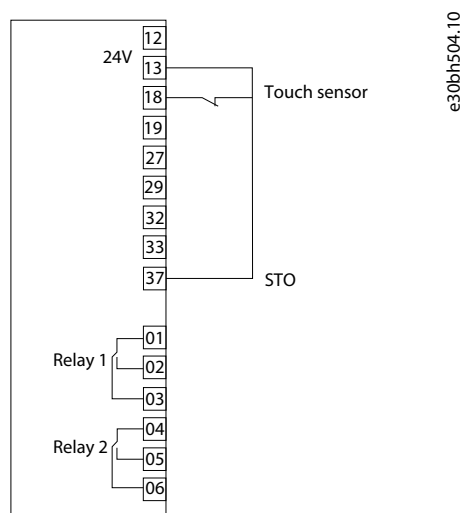 12
24V
13
18
Touch sensor
19
27
29
32
33
37
STO
01
Relay 1
02
03
04
Relay 2
05
06
e30bh504.10